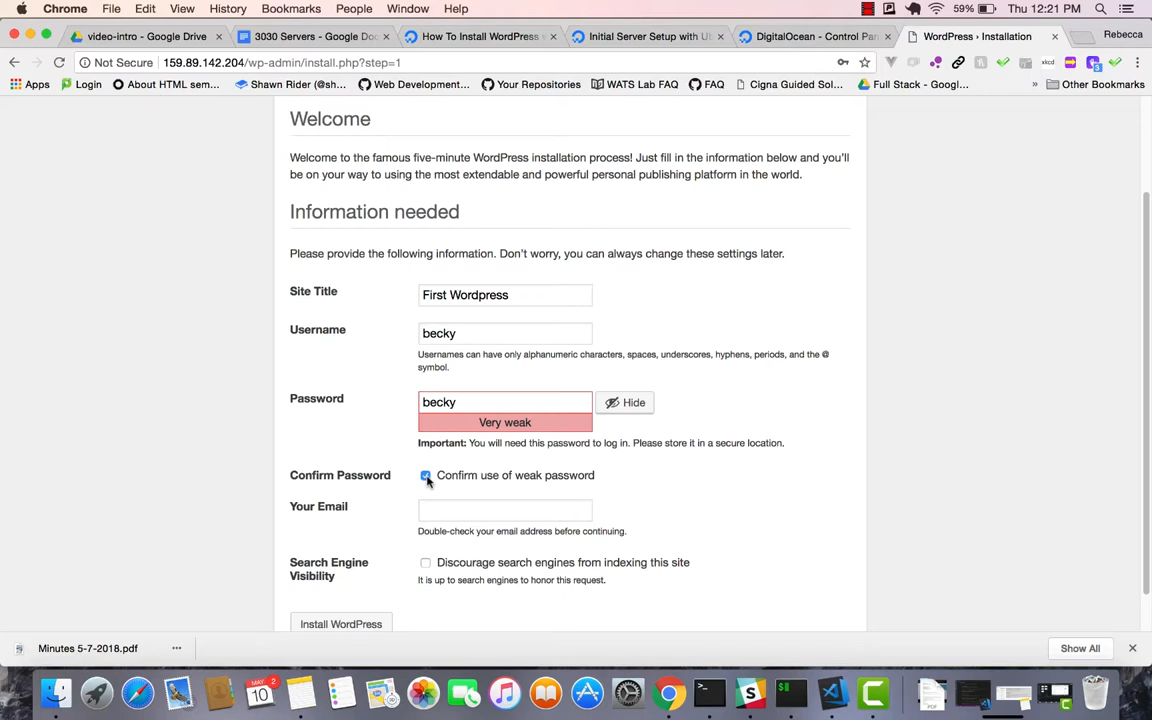 Chrome File Edit View History Bookmarks People Window Help 59% Thu 12:21 PM
video-intro - Google Drive 3030 Servers - Google Doc How To Install WordPress Initial Server Setup with Ub DigitalOcean - Control Pan WordPress › Installation Rebecca
Not Secure 159.89.142.204/wp-admin/install.php?step=1
Apps Login About HTML sem... Shawn Rider (@sh... Web Development... Your Repositories WATS Lab FAQ FAQ Cigna Guided Sol... Full Stack - Googl... » Other Bookmarks
Welcome
Welcome to the famous five-minute WordPress installation process! Just fill in the information below and you’ll
be on your way to using the most extendable and powerful personal publishing platform in the world.
Information needed
Please provide the following information. Don’t worry, you can always change these settings later.
Site Title First Wordpress
Username becky
Usernames can have only alphanumeric characters, spaces, underscores, hyphens, periods, and the @
symbol.
Password becky Hide
Very weak
Important: You will need this password to log in. Please store it in a secure location.
Confirm Password Confirm use of weak password
Your Email
Double-check your email address before continuing.
Search Engine
Visibility
Discourage search engines from indexing this site
It is up to search engines to honor this request.
Install WordPress
Minutes 5-7-2018.pdf Show All
MAY 2
10